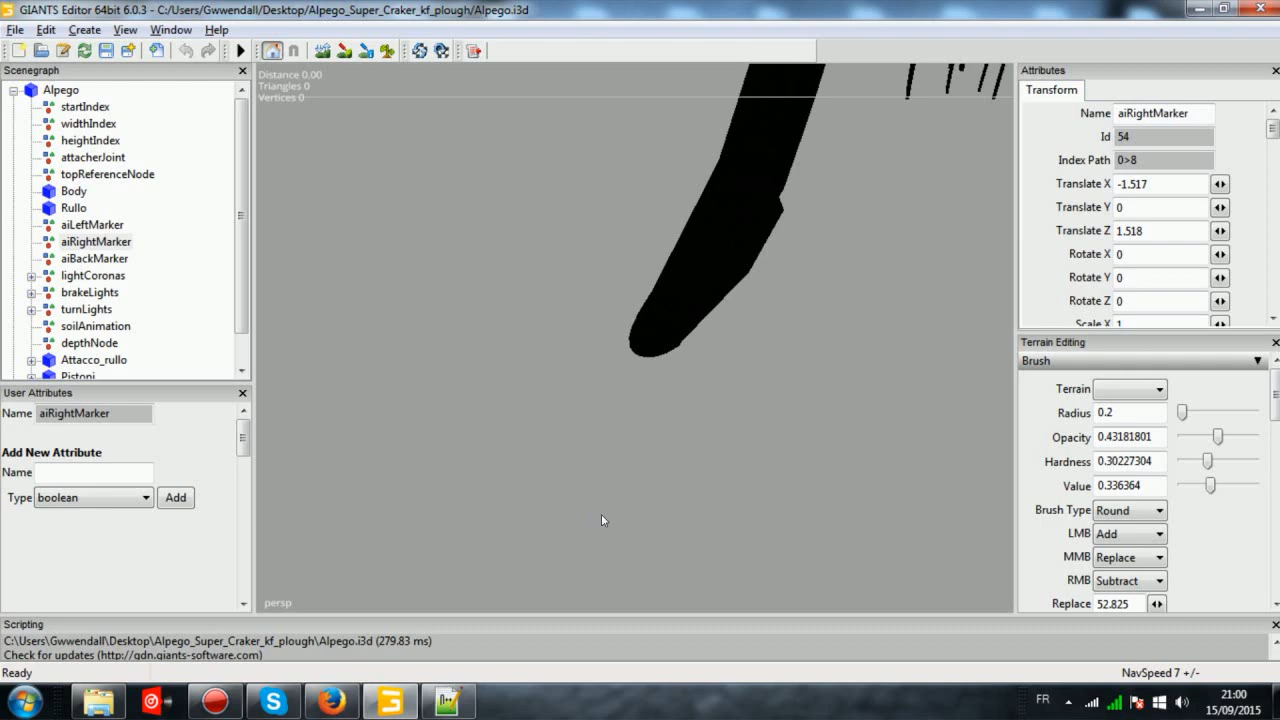 GIANTS Editor 64bit 6.0.3 - C:/Users/Gwwendall/Desktop/Alpego_Super_Craker_kf_plough/Alpego.i3d
File Edit Create View Window Help
Scenegraph
Alpego
startIndex
widthIndex
heightIndex
attacherJoint
topReferenceNode
Body
Rullo
aiLeftMarker
aiRightMarker
aiBackMarker
lightCoronas
brakeLights
turnLights
soilAnimation
depthNode
Attacco_rullo
Pistoni
User Attributes
Name aiRightMarker
Add New Attribute
Name
Type boolean Add
Distance 0.00
Triangles 0
Vertices 0
persp
Attributes
Transform
Name aiRightMarker
Id 54
Index Path 0>8
Translate X -1.517
Translate Y 0
Translate Z 1.518
Rotate X 0
Rotate Y 0
Rotate Z 0
Scale X 1
Terrain Editing
Brush
Terrain
Radius 0.2
Opacity 0.43181801
Hardness 0.30227304
Value 0.336364
Brush Type Round
LMB Add
MMB Replace
RMB Subtract
Replace 52.825
Scripting
C:\Users\Gwwendall\Desktop\Alpego_Super_Craker_kf_plough\Alpego.i3d (279.83 ms)
Check for updates (http://gdn.giants-software.com)
Ready
NavSpeed 7 +/-
FR
21:00
15/09/2015